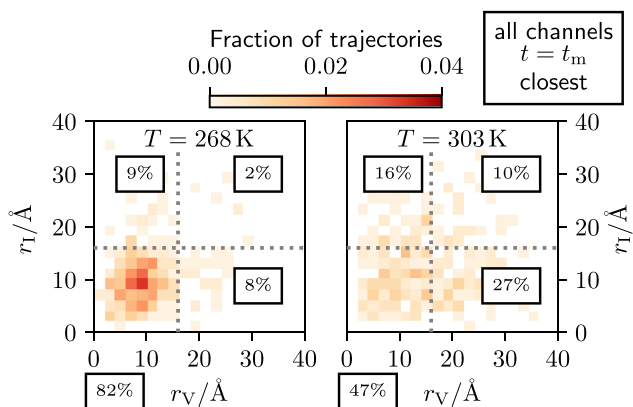 Fraction of trajectories
0.00 0.02 0.04
all channels
t = tₘ
closest
T = 268 K
T = 303 K
9%
2%
8%
82%
16%
10%
27%
47%
40
30
20
10
0
r_I/Å
0 10 20 30 40
r_V/Å
0 10 20 30 40
r_V/Å
40
30
20
10
0
r_I/Å